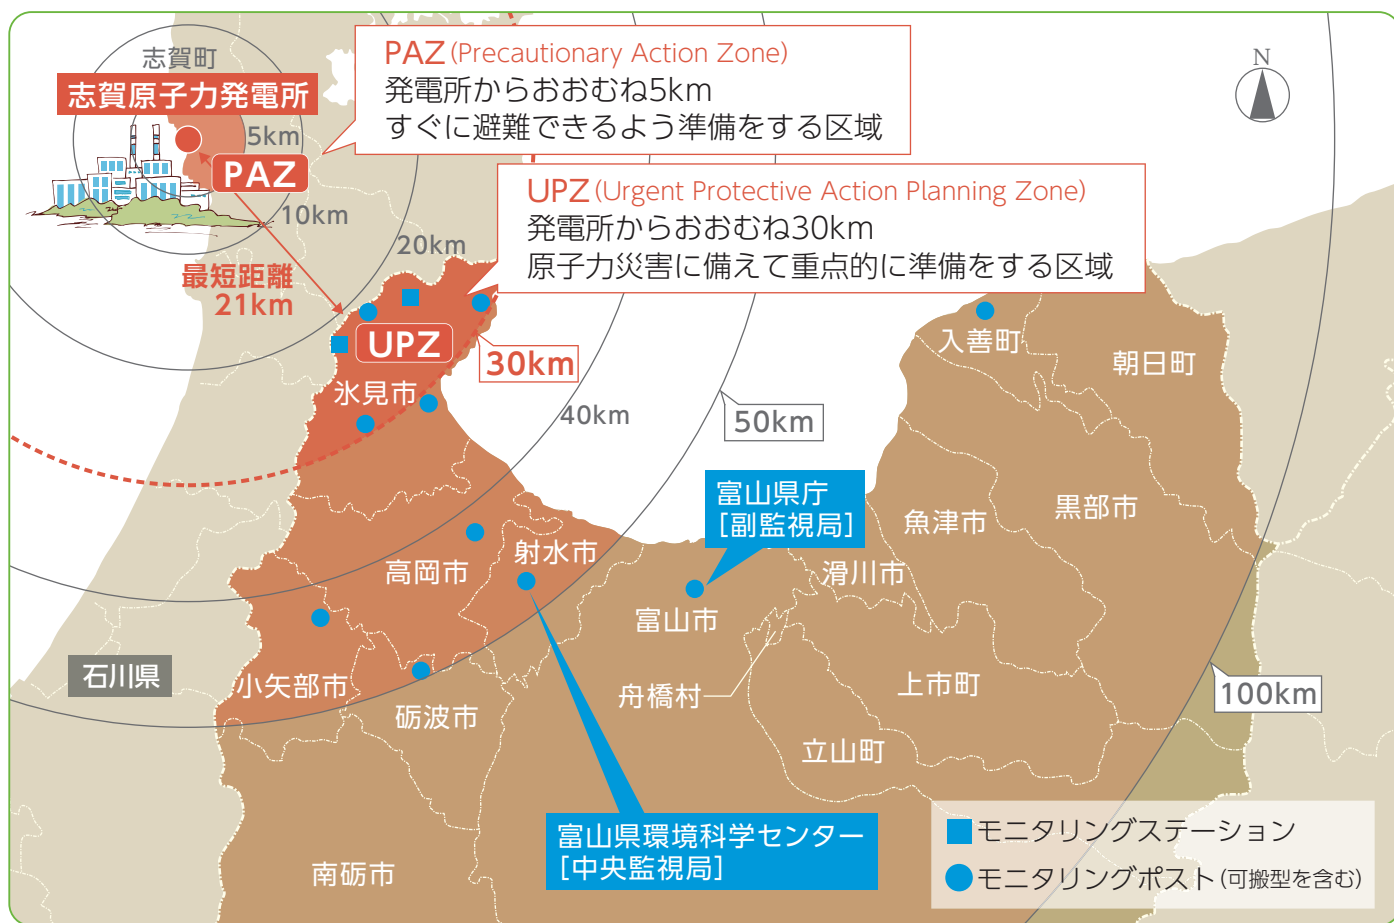 志賀町
志賀原子力発電所
5km
PAZ
10km
20km
最短距離
21km
PAZ (Precautionary Action Zone)
発電所からおおむね5km
すぐに避難できるよう準備をする区域
UPZ (Urgent Protective Action Planning Zone)
発電所からおおむね30km
原子力災害に備えて重点的に準備をする区域
N
UPZ
30km
氷見市
40km
50km
入善町
朝日町
富山県庁
[副監視局]
魚津市
黒部市
高岡市
射水市
滑川市
富山市
石川県
小矢部市
砺波市
舟橋村
上市町
100km
立山町
富山県環境科学センター
[中央監視局]
南砺市
モニタリングステーション
モニタリングポスト (可搬型を含む)